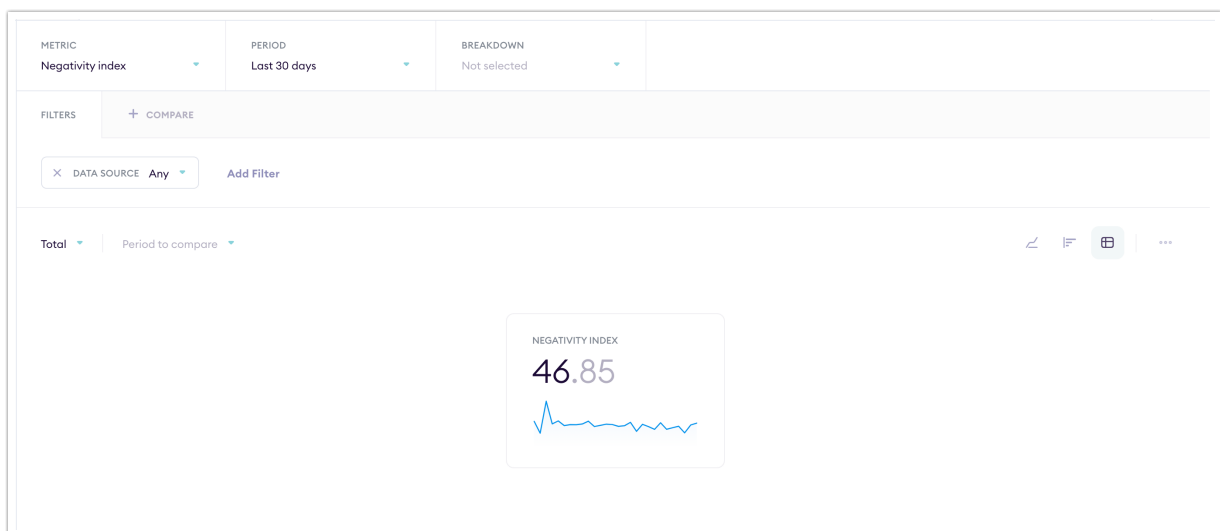 METRIC
Negativity index
PERIOD
Last 30 days
BREAKDOWN
Not selected
FILTERS
+ COMPARE
× DATA SOURCE Any
Add Filter
Total
Period to compare
NEGATIVITY INDEX
46.85